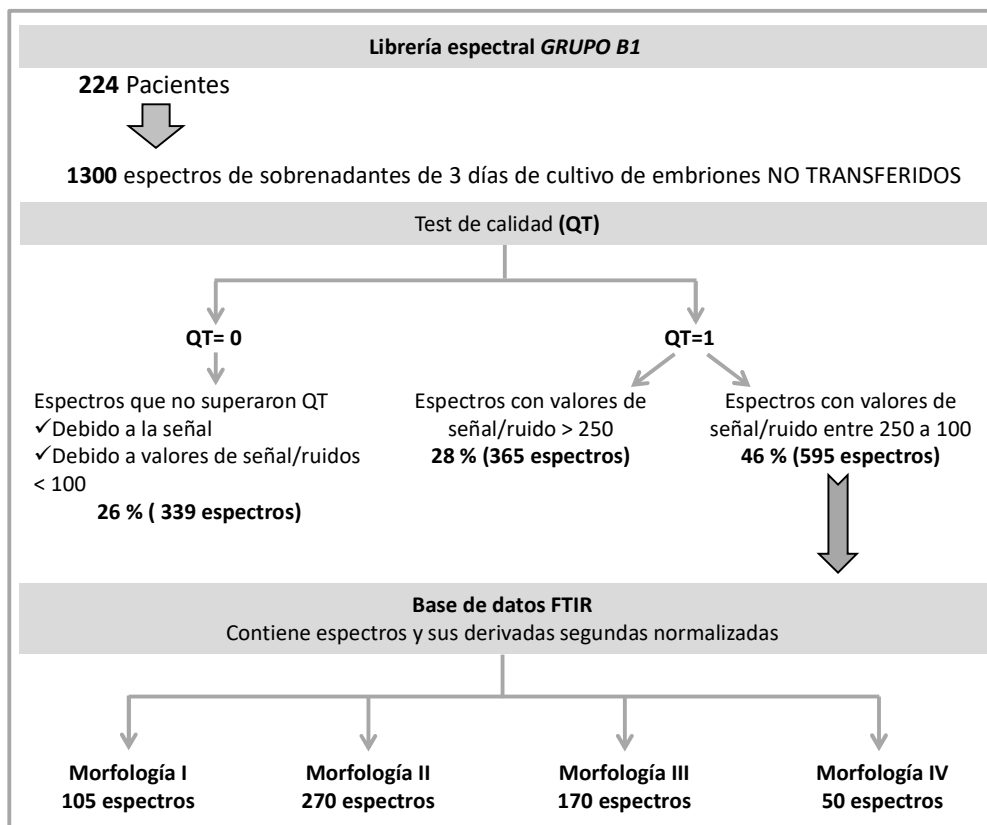 Librería espectral GRUPO B1
224 Pacientes
1300 espectros de sobrenadantes de 3 días de cultivo de embriones NO TRANSFERIDOS
Test de calidad (QT)
QT= 0
QT=1
Espectros que no superaron QT
✓Debido a la señal
✓Debido a valores de señal/ruidos
< 100
26 % ( 339 espectros)
Espectros con valores de
señal/ruido > 250
28 % (365 espectros)
Espectros con valores de
señal/ruido entre 250 a 100
46 % (595 espectros)
Base de datos FTIR
Contiene espectros y sus derivadas segundas normalizadas
Morfología I
105 espectros
Morfología II
270 espectros
Morfología III
170 espectros
Morfología IV
50 espectros